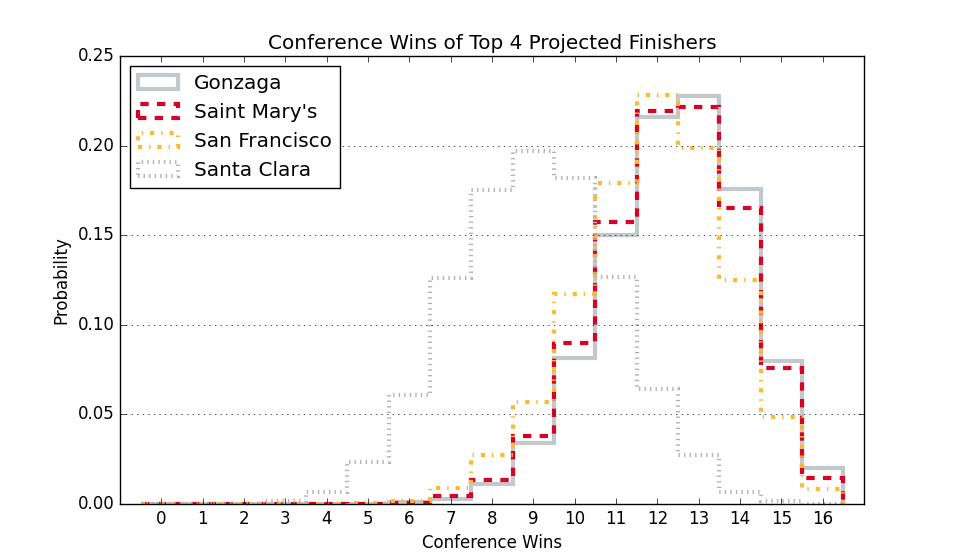 Conference Wins of Top 4 Projected Finishers
Gonzaga
Saint Mary's
San Francisco
Santa Clara
Probability
0.25
0.20
0.15
0.10
0.05
0.00
0 1 2 3 4 5 6 7 8 9 10 11 12 13 14 15 16
Conference Wins